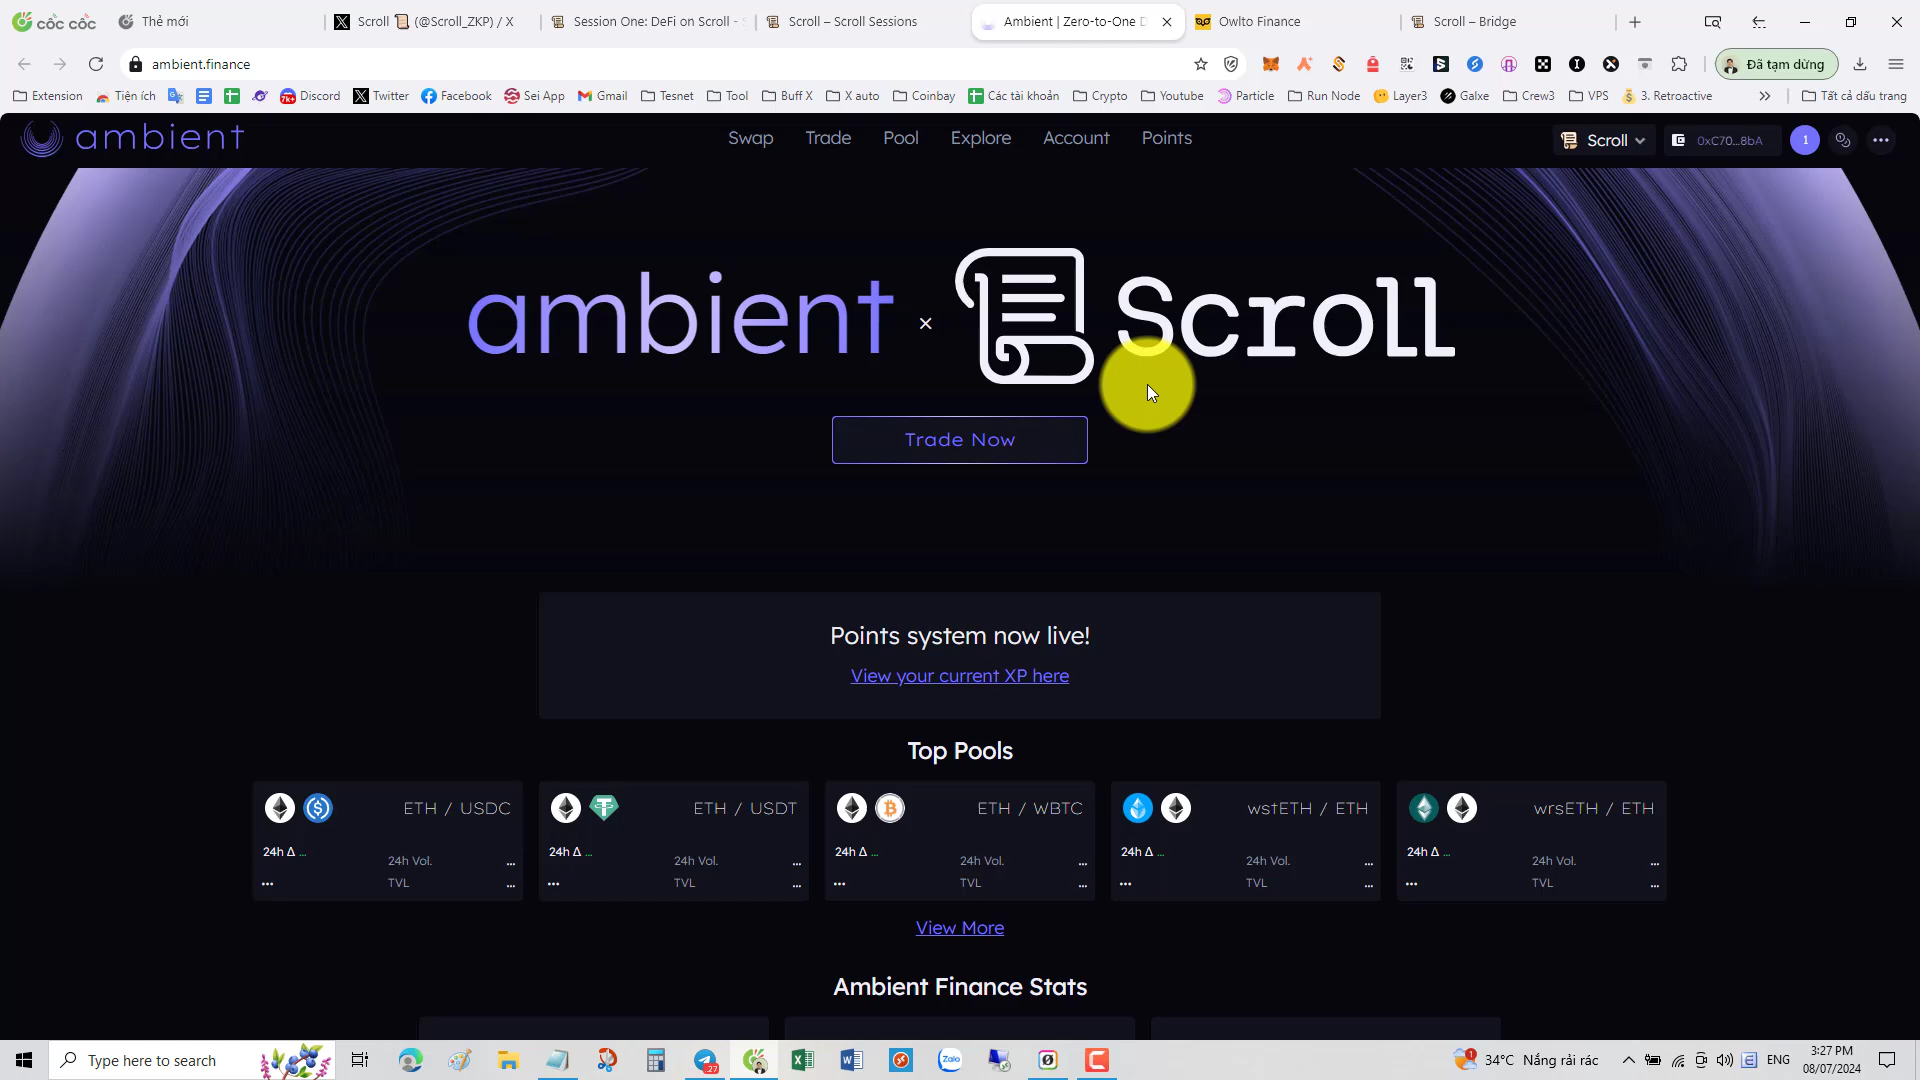 cốc cốc
Thẻ mới
Scroll 📜 (@Scroll_ZKP) / X
Session One: DeFi on Scroll -
Scroll – Scroll Sessions
Ambient | Zero-to-One D
Owlto Finance
Scroll – Bridge
ambient.finance
Đã tạm dừng
Extension
Tiện ích
7K+
Discord
Twitter
Facebook
Sei App
Gmail
Tesnet
Tool
Buff X
X auto
Coinbay
Các tài khoản
Crypto
Youtube
Particle
Run Node
Layer3
Galxe
Crew3
VPS
3. Retroactive
Tất cả dấu trang
ambient
Swap
Trade
Pool
Explore
Account
Points
Scroll
0xC70...8bA
1
ambient × Scroll
Trade Now
Points system now live!
View your current XP here
Top Pools
ETH / USDC
24h Δ ...
24h Vol. ...
... TVL ...
ETH / USDT
24h Δ ...
24h Vol. ...
... TVL ...
ETH / WBTC
24h Δ ...
24h Vol. ...
... TVL ...
wstETH / ETH
24h Δ ...
24h Vol. ...
... TVL ...
wrsETH / ETH
24h Δ ...
24h Vol. ...
... TVL ...
View More
Ambient Finance Stats
Type here to search
27
Zalo
1
34°C Nắng rải rác
ENG
3:27 PM
08/07/2024